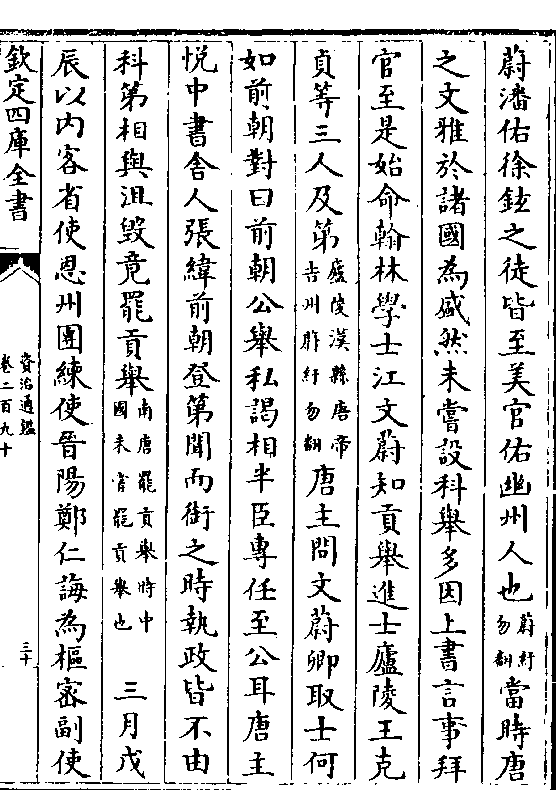 蔚潘佑徐鉉之徒皆至美官佑幽州人也蔚紆勿翻當時唐
之文雅於諸國為盛然未嘗設科舉多因上書言事拜
官至是始命翰林學士江文蔚知貢舉進士廬陵王克
貞等三人及第廬陵漢縣唐帝吉州胙紆勿翻唐主問文蔚卿取士何
如前朝對曰前朝公舉私謁相半臣專任至公耳唐主
悅中書舍人張緯前朝登第聞而銜之時執政皆不由
科第相與沮毀竟罷貢舉南唐罷貢舉時中國未嘗罷貢舉也三月戊
辰以內客省使恩州團練使晉陽鄭仁誨為樞密副使
欽定四庫全書
資治通鑑
卷二百九十
三十